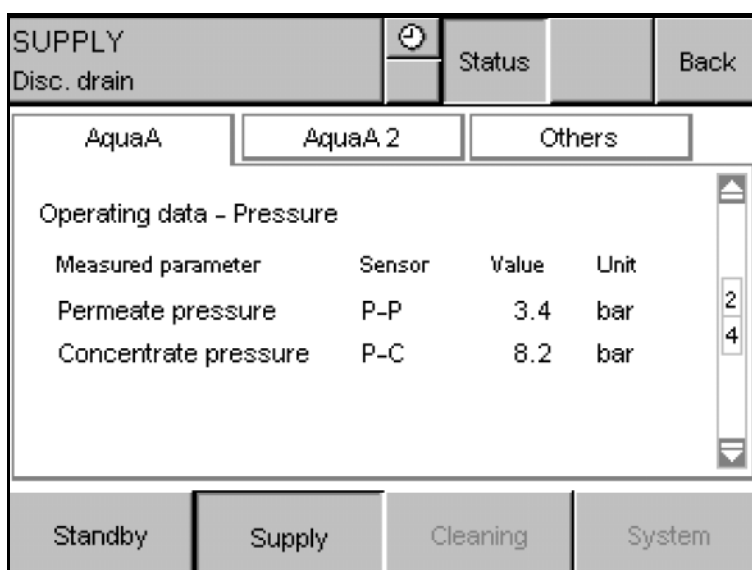 SUPPLY
Disc. drain
Status
Back
AquaA
AquaA 2
Others
Operating data - Pressure
Measured parameter Sensor Value Unit
Permeate pressure P-P 3.4 bar
Concentrate pressure P-C 8.2 bar
2
4
Standby
Supply
Cleaning
System